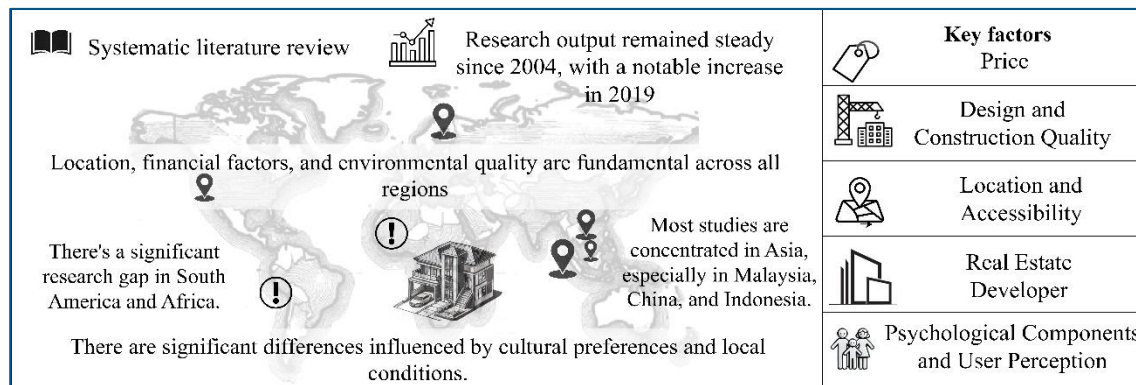 Systematic literature review
Research output remained steady
since 2004, with a notable increase
in 2019
Location, financial factors, and environmental quality are fundamental across all
regions
There's a significant
research gap in South
America and Africa.
Most studies are
concentrated in Asia,
especially in Malaysia,
China, and Indonesia.
There are significant differences influenced by cultural preferences and local
conditions.
Key factors
Price
Design and
Construction Quality
Location and
Accessibility
Real Estate
Developer
Psychological Components
and User Perception